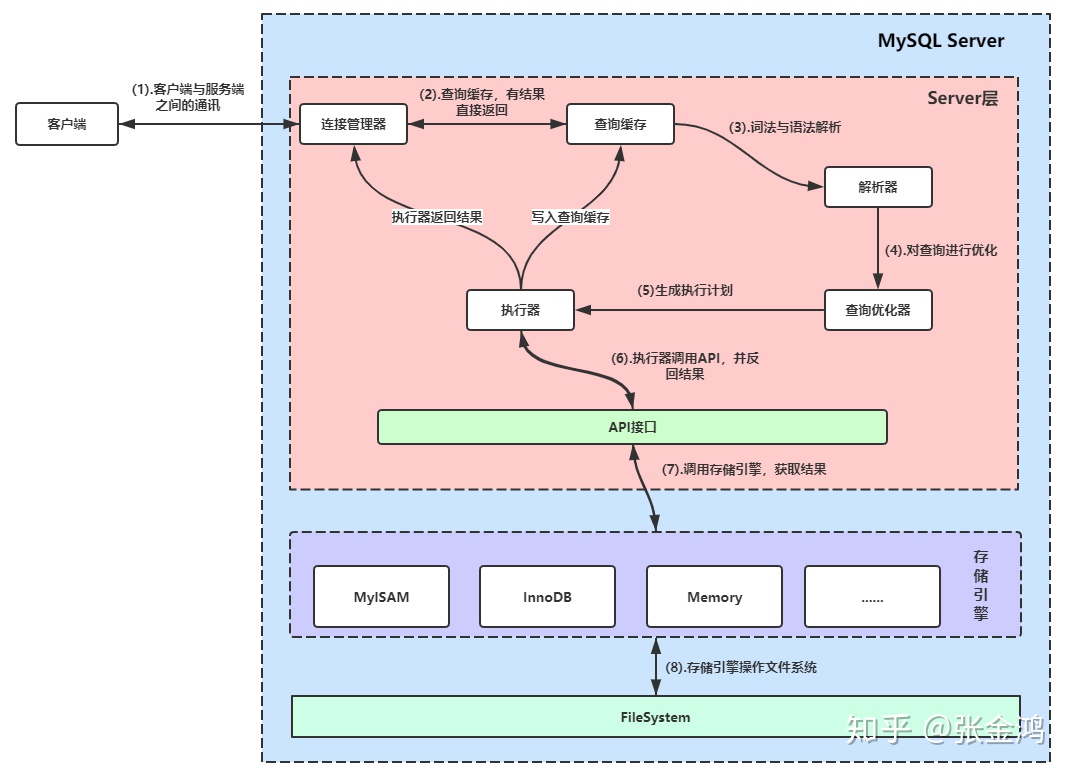 MySQL Server
Server层
(1).客户端与服务端
之间的通讯
客户端
连接管理器
(2).查询缓存，有结果
直接返回
查询缓存
(3).词法与语法解析
解析器
执行器返回结果
写入查询缓存
(4).对查询进行优化
执行器
(5)生成执行计划
查询优化器
(6).执行器调用API，并反
回结果
API接口
(7).调用存储引擎，获取结果
MyISAM
InnoDB
Memory
......
存
储
引
擎
(8).存储引擎操作文件系统
FileSystem
知乎 @张金鸿